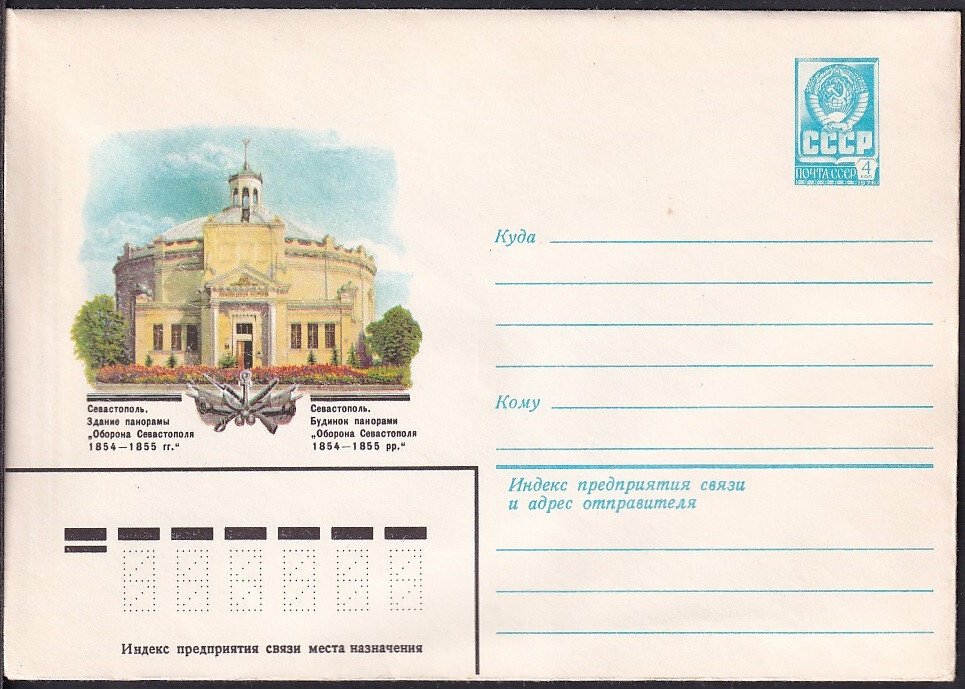 СССР
ПОЧТА СССР 4
КОП
1978
Куда
Кому
Севастополь.
Здание панорамы
„Оборона Севастополя
1854—1855 гг.“
Севастополь.
Будинок панорами
„Оборона Севастополя
1854—1855 рр.“
Индекс предприятия связи
и адрес отправителя
Индекс предприятия связи места назначения